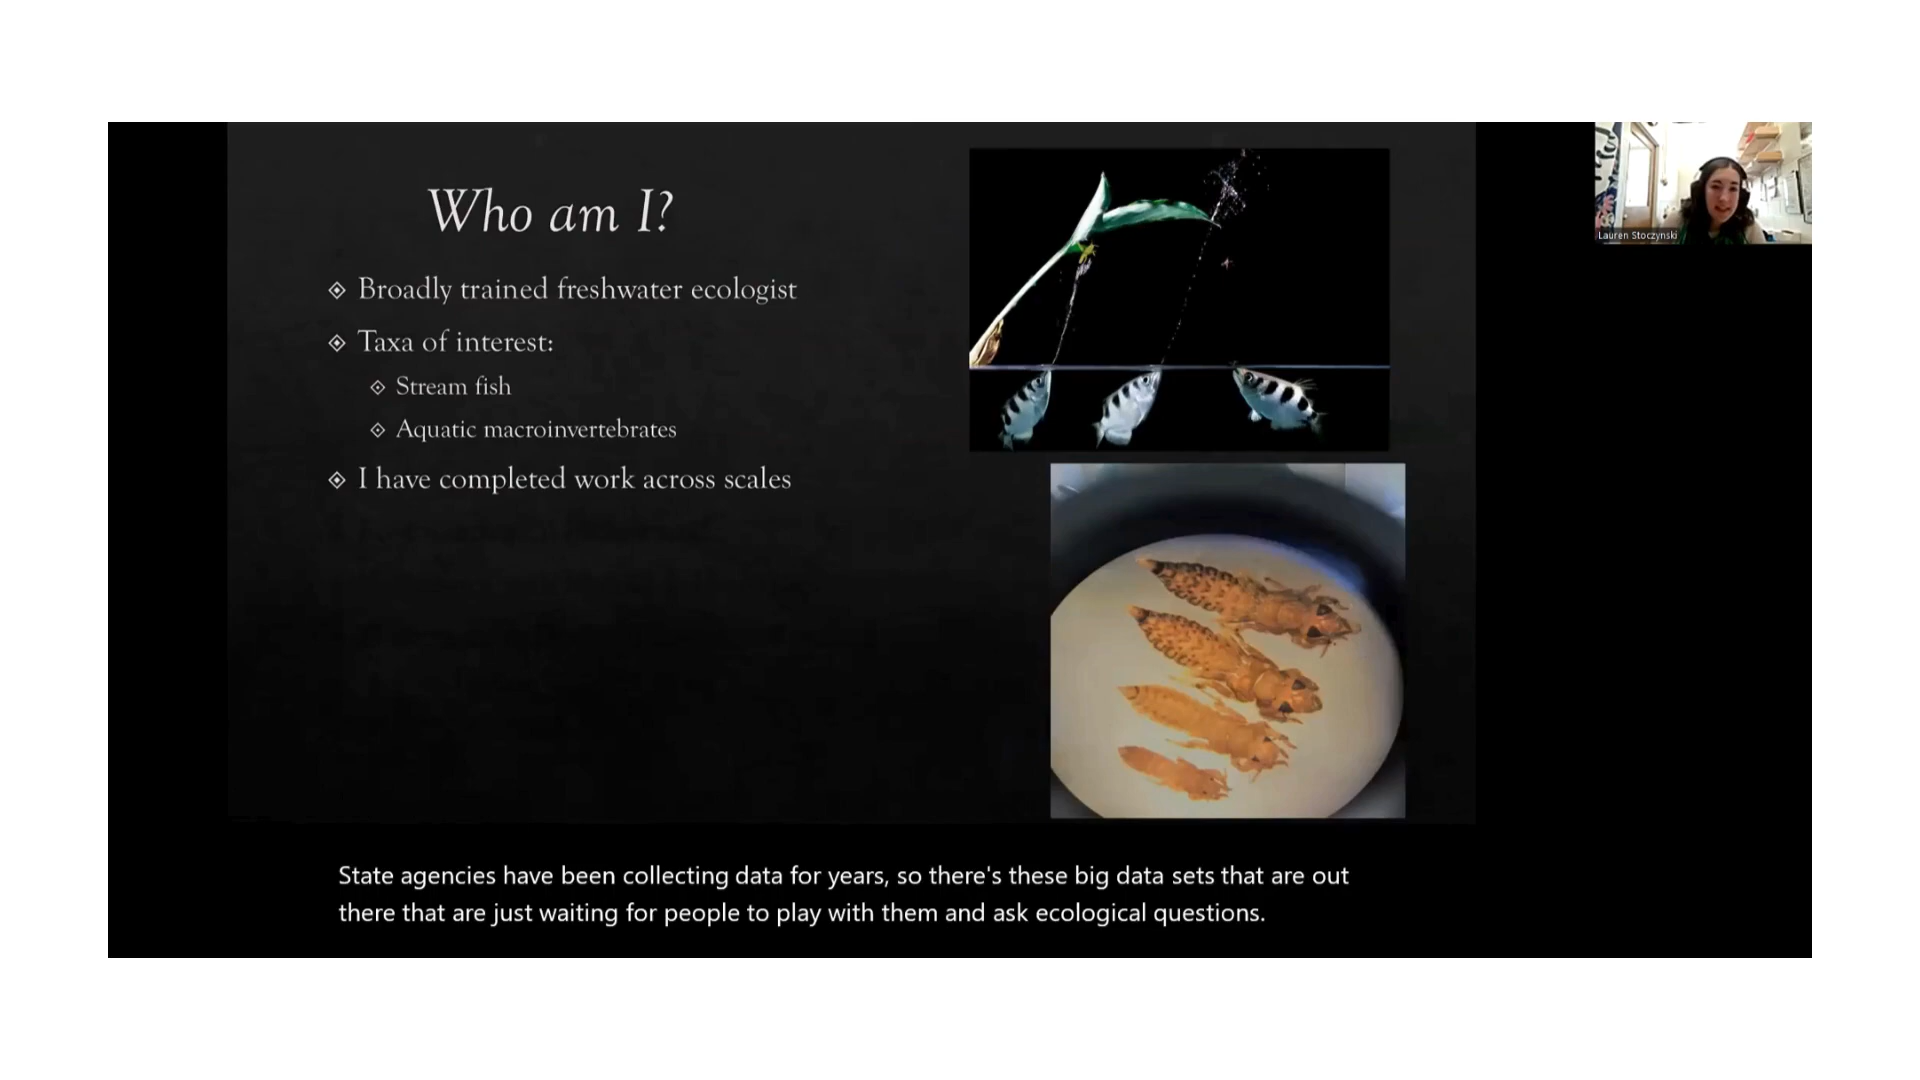 Who am I?
Broadly trained freshwater ecologist
Taxa of interest:
Stream fish
Aquatic macroinvertebrates
I have completed work across scales
Lauren Stoczynski
State agencies have been collecting data for years, so there's these big data sets that are out
there that are just waiting for people to play with them and ask ecological questions.